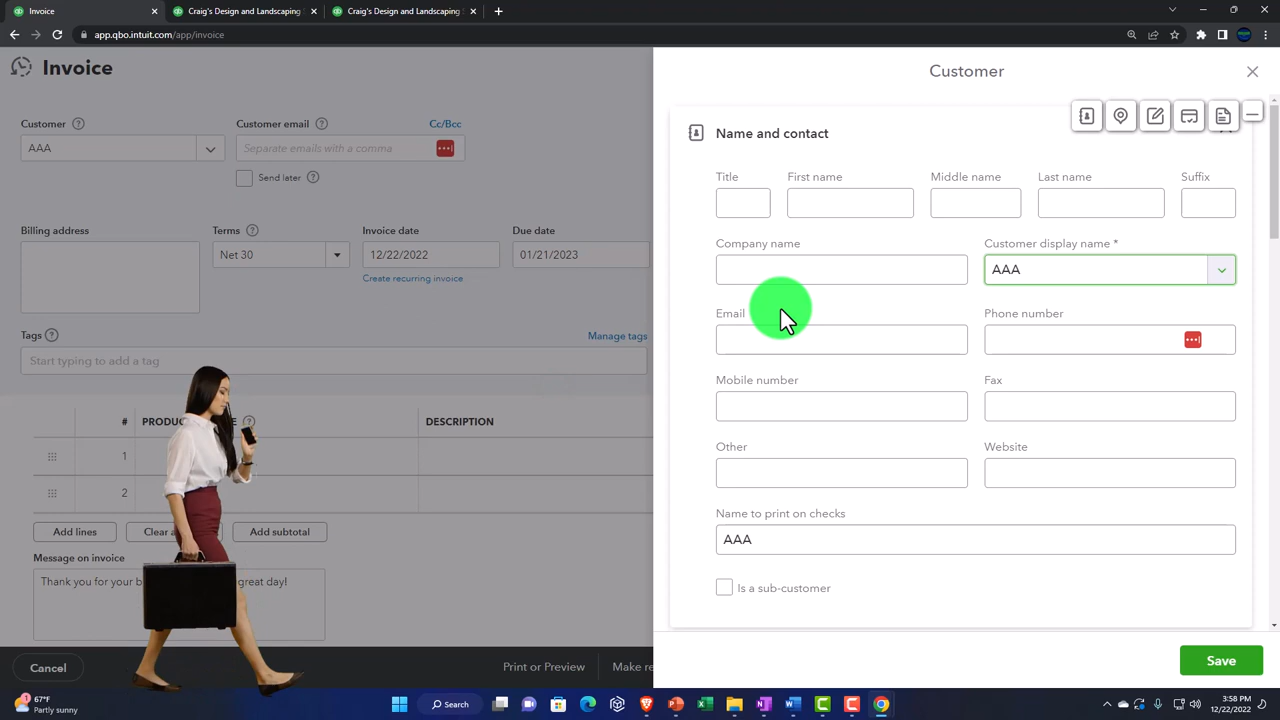 Invoice
Craig's Design and Landscaping
Craig's Design and Landscaping S
app.qbo.intuit.com/app/invoice
Invoice
Customer
Customer
Customer email
Cc/Bcc
AAA
Separate emails with a comma
Send later
Name and contact
Title
First name
Middle name
Last name
Suffix
Billing address
Terms
Invoice date
Due date
Net 30
12/22/2022
01/21/2023
Create recurring invoice
Company name
Customer display name *
AAA
Email
Phone number
Tags
Manage tags
Start typing to add a tag
Mobile number
Fax
#
DESCRIPTION
1
2
Other
Website
Add lines
Add subtotal
Name to print on checks
AAA
Message on invoice
Is a sub-customer
Cancel
Print or Preview
Save
67°F
Partly sunny
Search
3:58 PM
12/22/2022